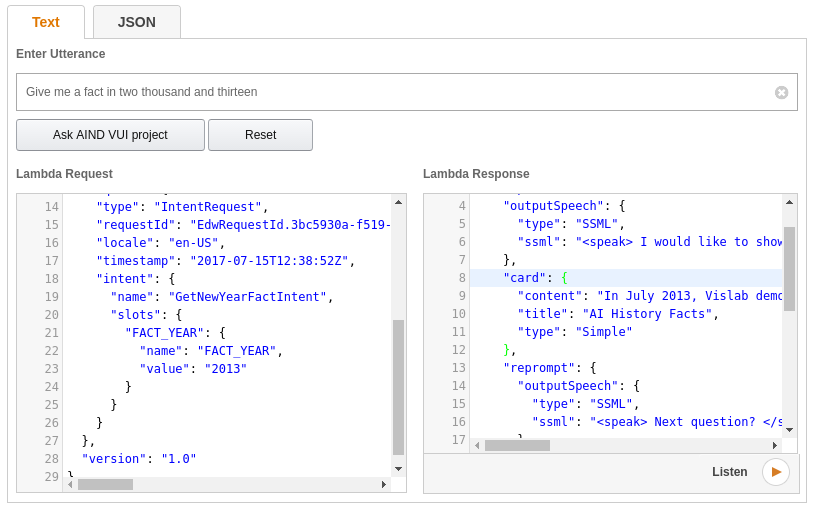 Text
JSON
Enter Utterance
Give me a fact in two thousand and thirteen
Ask AIND VUI project
Reset
Lambda Request
14 "type": "IntentRequest",
15 "requestId": "EdwRequestId.3bc5930a-f519-
16 "locale": "en-US",
17 "timestamp": "2017-07-15T12:38:52Z",
18 "intent": {
19 "name": "GetNewYearFactIntent",
20 "slots": {
21 "FACT_YEAR": {
22 "name": "FACT_YEAR",
23 "value": "2013"
24 }
25 }
26 }
27 },
28 "version": "1.0"
29 }
Lambda Response
4 "outputSpeech": {
5 "type": "SSML",
6 "ssml": "<speak> I would like to show
7 },
8 "card": {
9 "content": "In July 2013, Vislab demo
10 "title": "AI History Facts",
11 "type": "Simple"
12 },
13 "reprompt": {
14 "outputSpeech": {
15 "type": "SSML",
16 "ssml": "<speak> Next question? </s
17 }
Listen